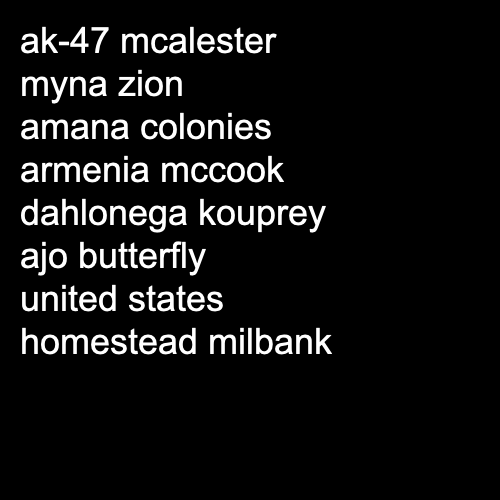 ak-47 mcalester
myna zion
amana colonies
armenia mccook
dahlonega kouprey
ajo butterfly
united states
homestead milbank